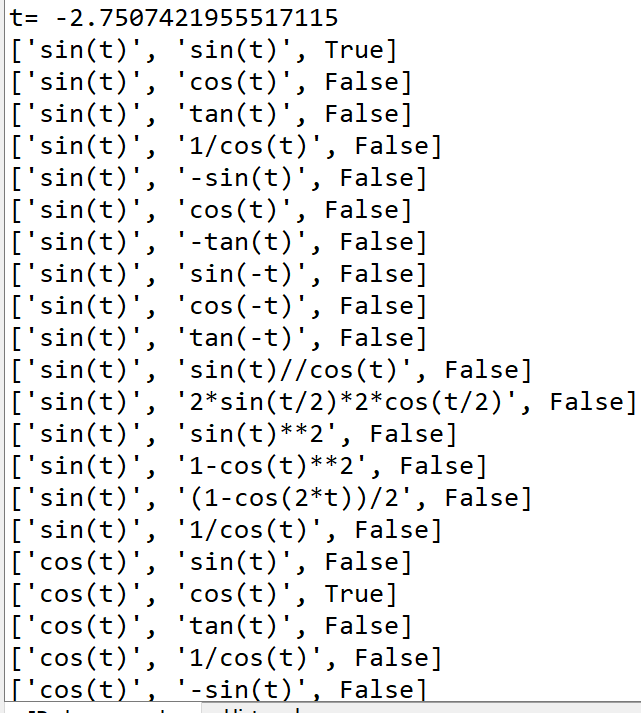 t= -2.7507421955517115
['sin(t)', 'sin(t)', True]
['sin(t)', 'cos(t)', False]
['sin(t)', 'tan(t)', False]
['sin(t)', '1/cos(t)', False]
['sin(t)', '-sin(t)', False]
['sin(t)', 'cos(t)', False]
['sin(t)', '-tan(t)', False]
['sin(t)', 'sin(-t)', False]
['sin(t)', 'cos(-t)', False]
['sin(t)', 'tan(-t)', False]
['sin(t)', 'sin(t)//cos(t)', False]
['sin(t)', '2*sin(t/2)*2*cos(t/2)', False]
['sin(t)', 'sin(t)**2', False]
['sin(t)', '1-cos(t)**2', False]
['sin(t)', '(1-cos(2*t))/2', False]
['sin(t)', '1/cos(t)', False]
['cos(t)', 'sin(t)', False]
['cos(t)', 'cos(t)', True]
['cos(t)', 'tan(t)', False]
['cos(t)', '1/cos(t)', False]
['cos(t)', '-sin(t)', False]